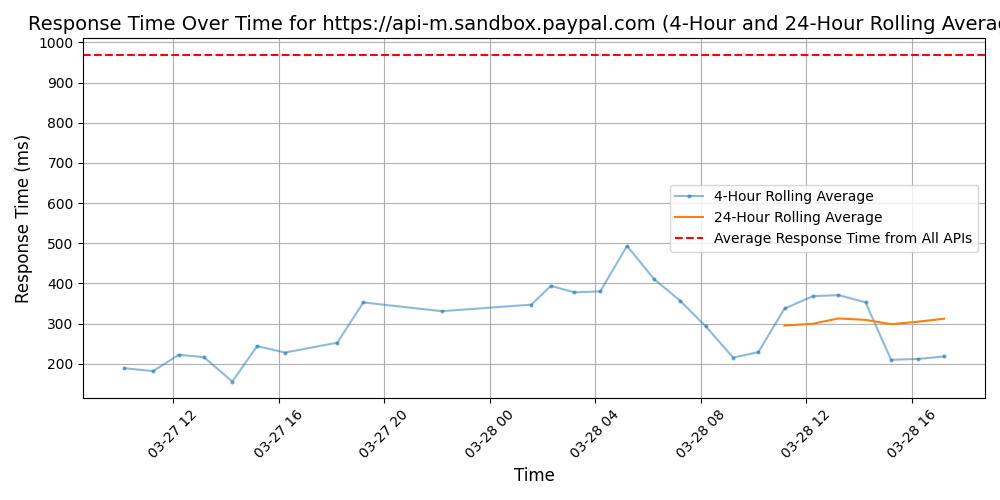 Response Time Over Time for https://api-m.sandbox.paypal.com (4-Hour and 24-Hour Rolling Avera
1000
900
800
700
600
500
400
300
200
Response Time (ms)
4-Hour Rolling Average
24-Hour Rolling Average
Average Response Time from All APIs
03-27 12
03-27 16
03-27 20
03-28 00
03-28 04
03-28 08
03-28 12
03-28 16
Time